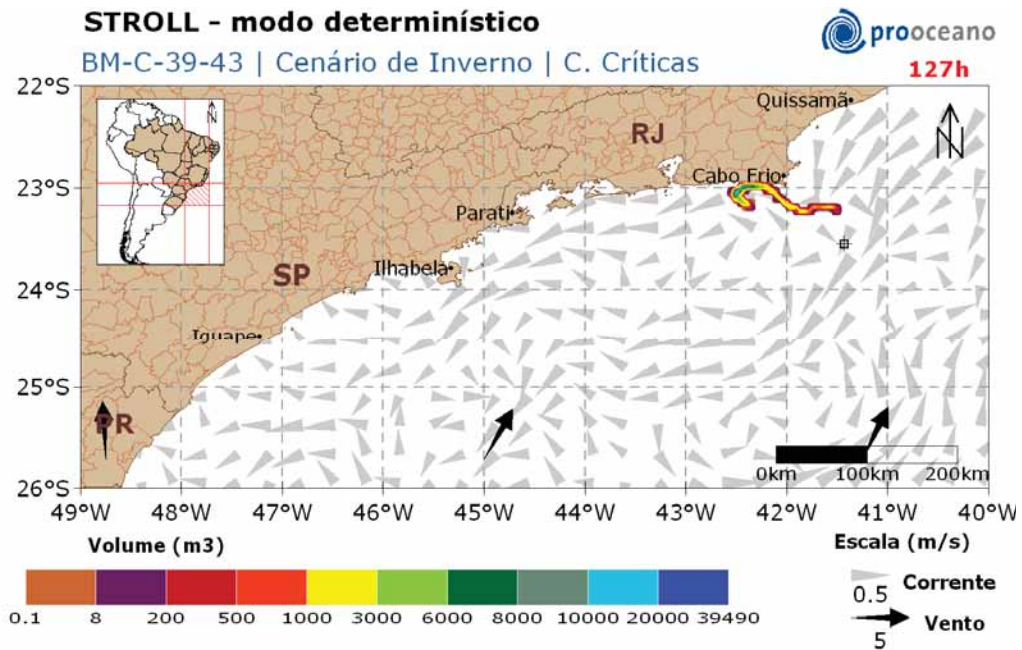 STROLL - modo determinístico
prooceano
BM-C-39-43 | Cenário de Inverno | C. Críticas
127h
22°S
Quissamã
N
N
RJ
23°S
Cabo Frio
Parati
SP
Ilhabela
24°S
Iguape
25°S
PR
0km 100km 200km
26°S
49°W 48°W 47°W 46°W 45°W 44°W 43°W 42°W 41°W 40°W
Volume (m3)
Escala (m/s)
0.1 8 200 500 1000 3000 6000 8000 10000 20000 39490
0.5 Corrente
5 Vento